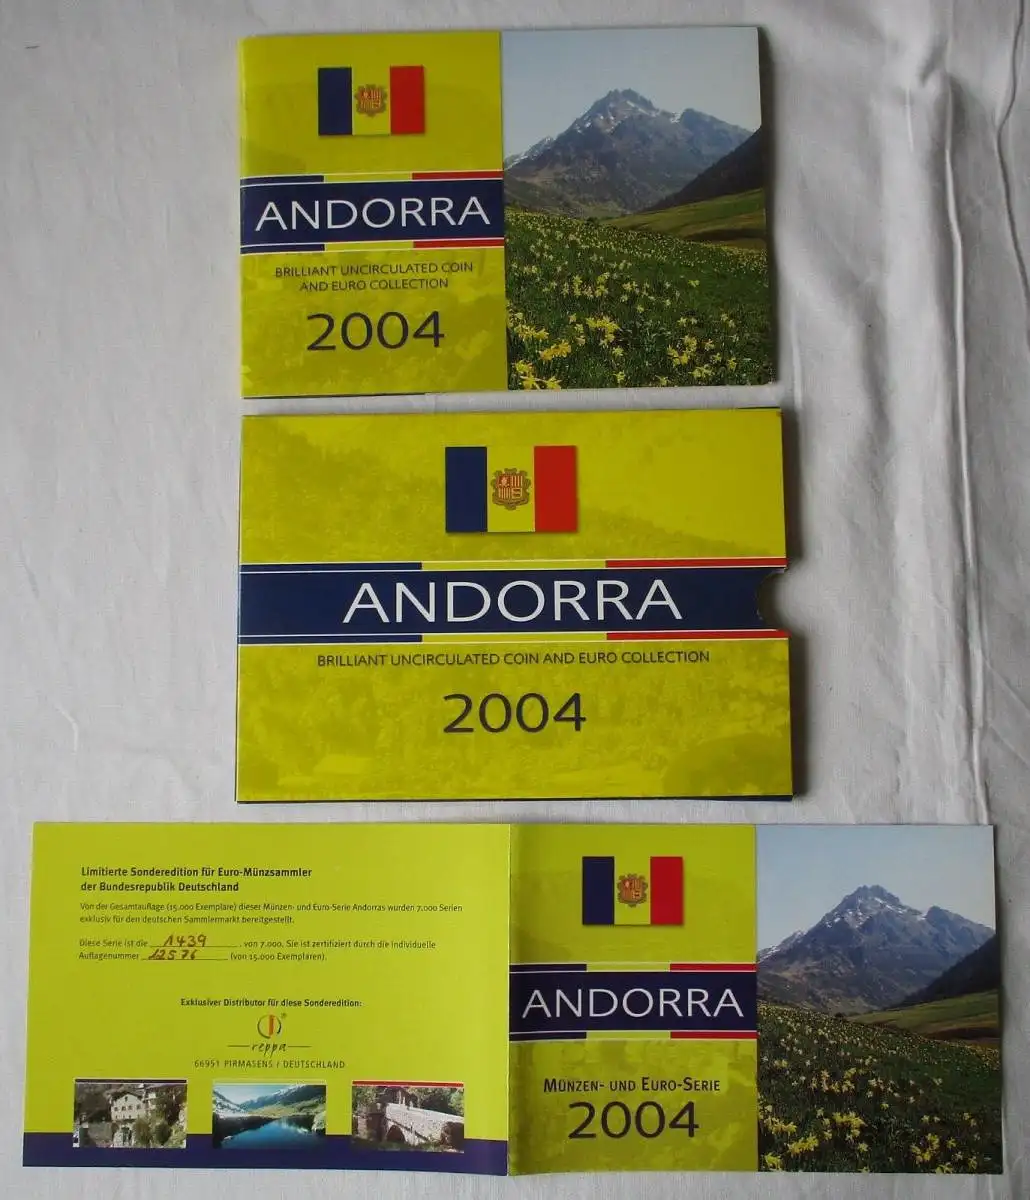 ANDORRA
BRILLIANT UNCIRCULATED COIN
AND EURO COLLECTION
2004
ANDORRA
BRILLIANT UNCIRCULATED COIN AND EURO COLLECTION
2004
Limitierte Sonderedition für Euro-Münzsammler
der Bundesrepublik Deutschland
Von der Gesamtauflage (15.000 Exemplare) dieser Münzen- und Euro-Serie Andorras wurden 7.000 Serien
exklusiv für den deutschen Sammlermarkt bereitgestellt.
Diese Serie ist die 1439 von 7.000. Sie ist zertifiziert durch die individuelle
Auflagenummer 12576 (von 15.000 Exemplaren).
Exklusiver Distributor für diese Sonderedition:
reppa
66951 PIRMASENS / DEUTSCHLAND
ANDORRA
MÜNZEN- UND EURO-SERIE
2004